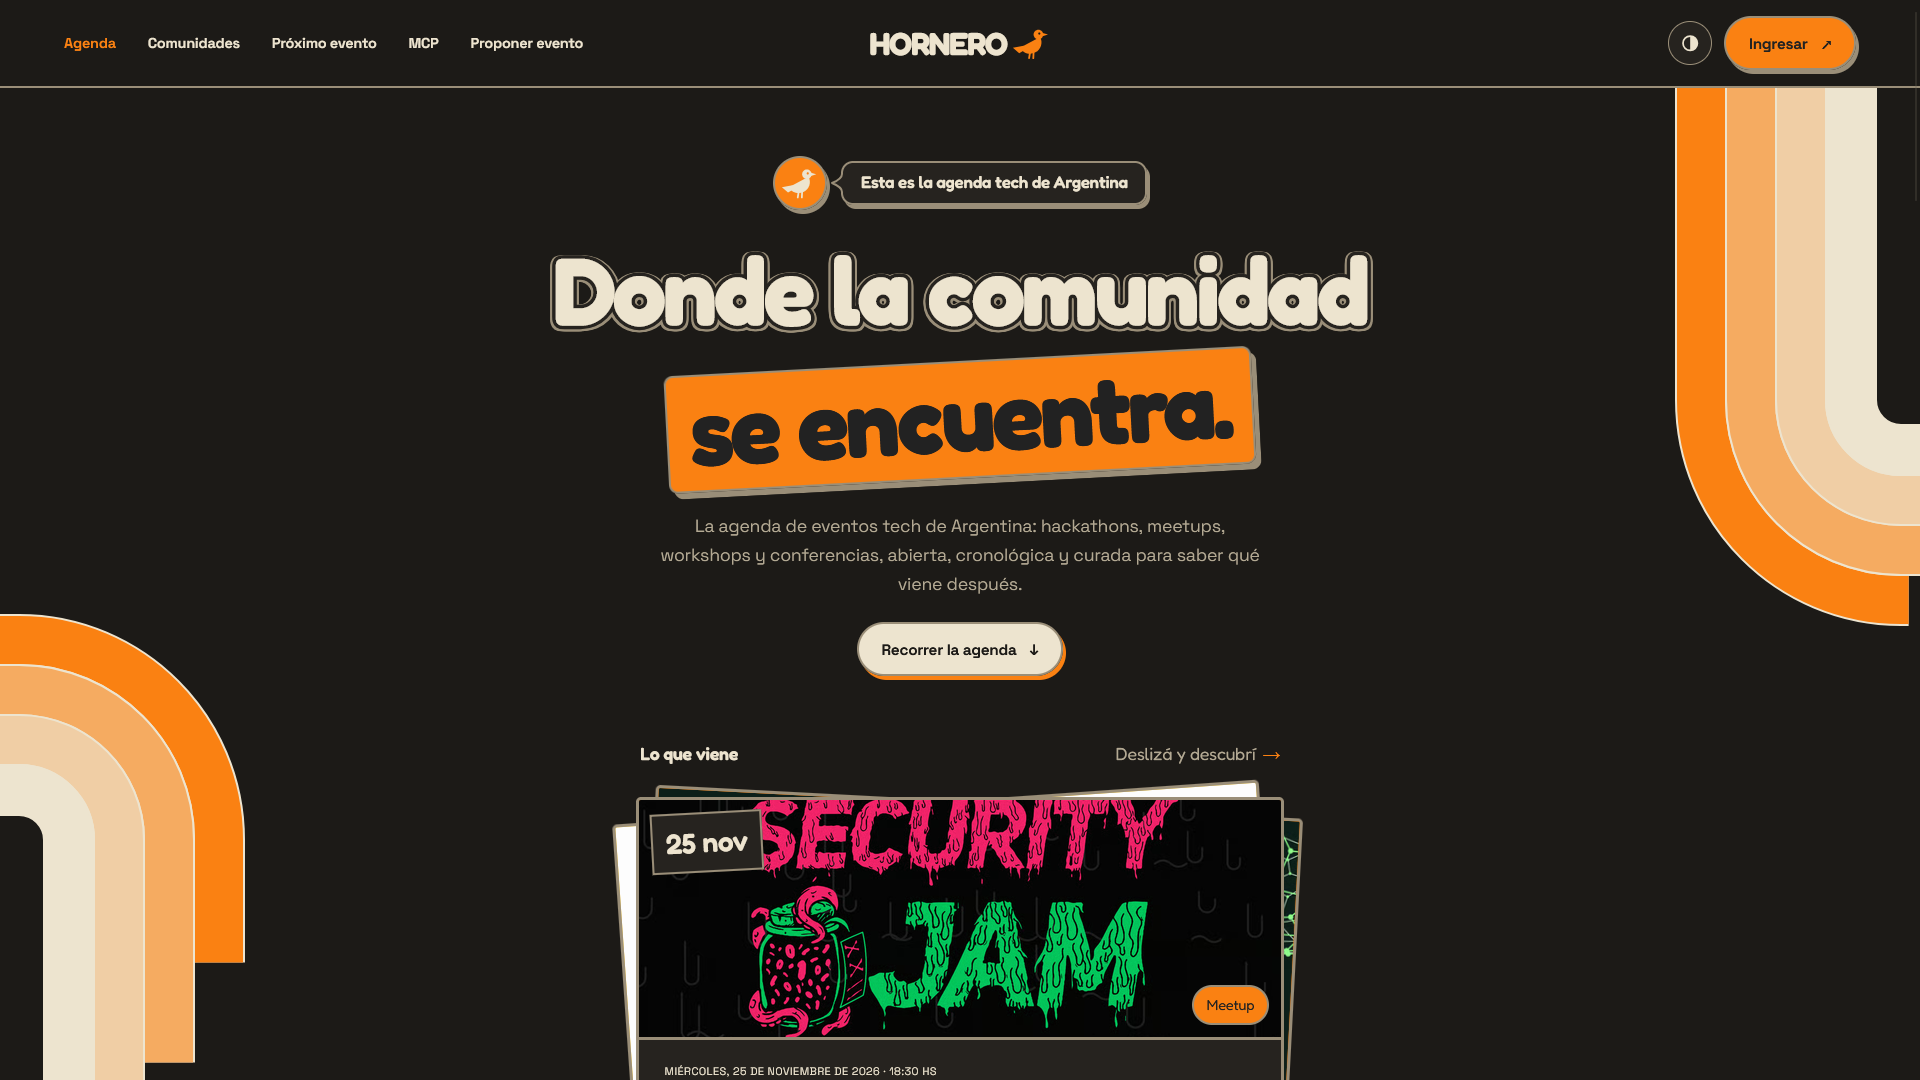 Agenda
Comunidades
Próximo evento
MCP
Proponer evento
HORNERO
Ingresar ↗
Esta es la agenda tech de Argentina
Donde la comunidad
se encuentra.
La agenda de eventos tech de Argentina: hackathons, meetups,
workshops y conferencias, abierta, cronológica y curada para saber qué
viene después.
Recorrer la agenda ↓
Lo que viene
Deslizá y descubrí →
25 nov
SECURITY
JAM
Meetup
MIÉRCOLES, 25 DE NOVIEMBRE DE 2026 · 18:30 HS